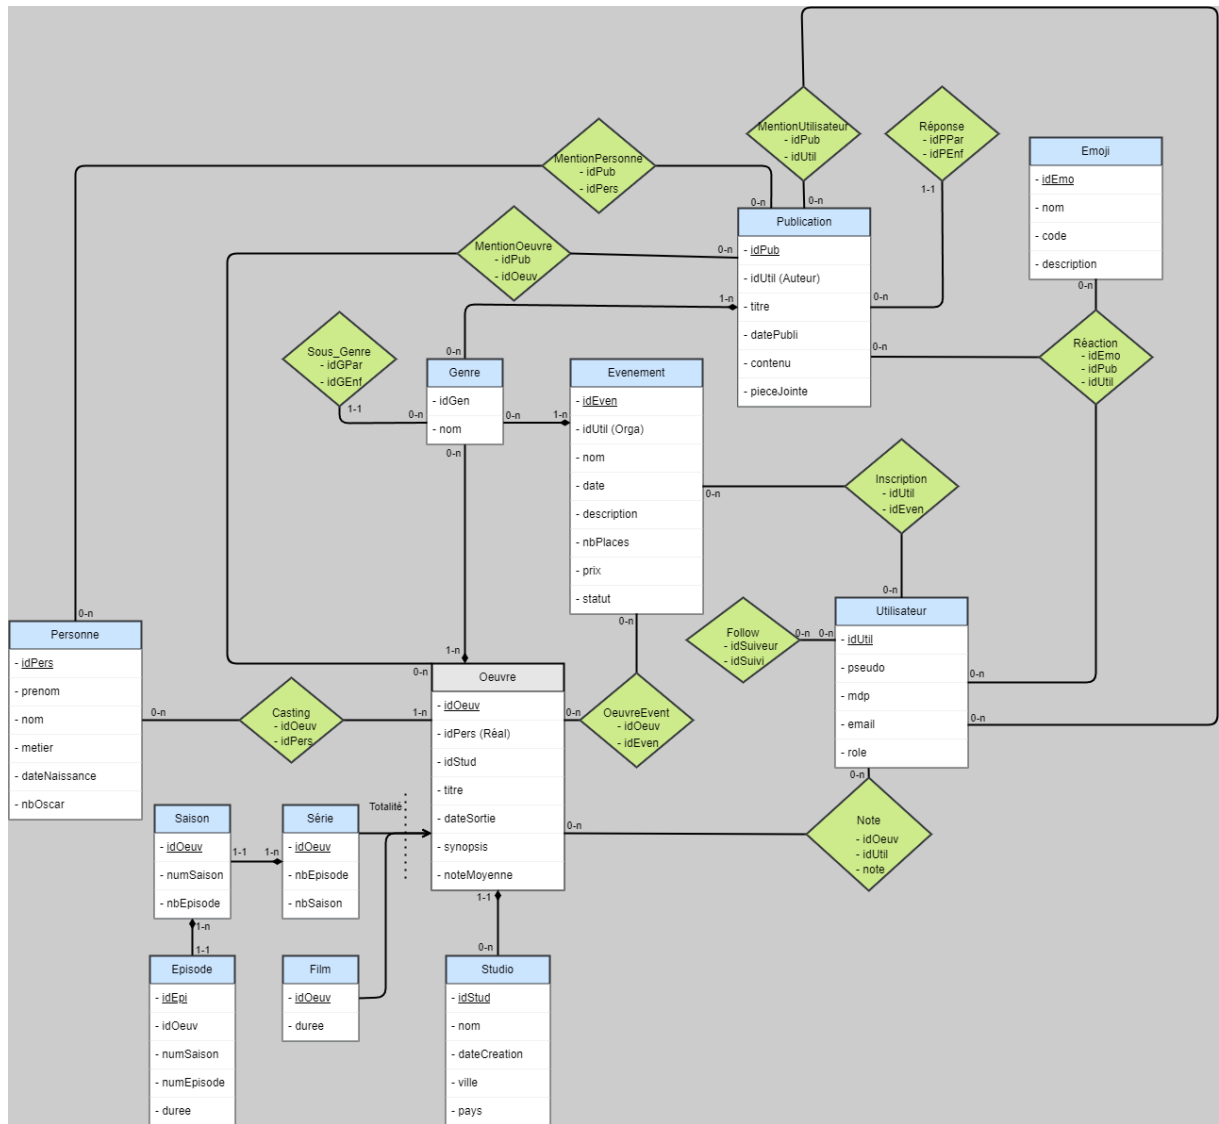 MentionUtilisateur
- idPub
- idUtil
Réponse
- idPPar
- idPEnf
1-1
MentionPersonne
- idPub
- idPers
0-n
0-n
Emoji
- idEmo
- nom
- code
- description
0-n
Publication
- idPub
- idUtil (Auteur)
- titre
- datePubli
- contenu
- pieceJointe
0-n
1-n
0-n
0-n
MentionOeuvre
- idPub
- idOeuv
Sous_Genre
- idGPar
- idGEnf
1-1
0-n
0-n
Genre
- idGen
- nom
0-n
0-n
1-n
Evenement
- idEven
- idUtil (Orga)
- nom
- date
- description
- nbPlaces
- prix
- statut
0-n
0-n
Réaction
- idEmo
- idPub
- idUtil
Inscription
- idUtil
- idEven
0-n
Follow
- idSuiveur
- idSuivi
0-n
0-n
Utilisateur
- idUtil
- pseudo
- mdp
- email
- role
0-n
0-n
0-n
0-n
Personne
- idPers
- prenom
- nom
- metier
- dateNaissance
- nbOscar
0-n
Casting
- idOeuv
- idPers
1-n
1-n
0-n
Oeuvre
- idOeuv
- idPers (Réal)
- idStud
- titre
- dateSortie
- synopsis
- noteMoyenne
0-n
OeuvreEvent
- idOeuv
- idEven
0-n
Note
- idOeuv
- idUtil
- note
Totalité
Saison
- idOeuv
- numSaison
- nbEpisode
1-1
1-n
Série
- idOeuv
- nbEpisode
- nbSaison
1-n
1-1
1-1
0-n
Episode
- idEpi
- idOeuv
- numSaison
- numEpisode
- duree
Film
- idOeuv
- duree
Studio
- idStud
- nom
- dateCreation
- ville
- pays